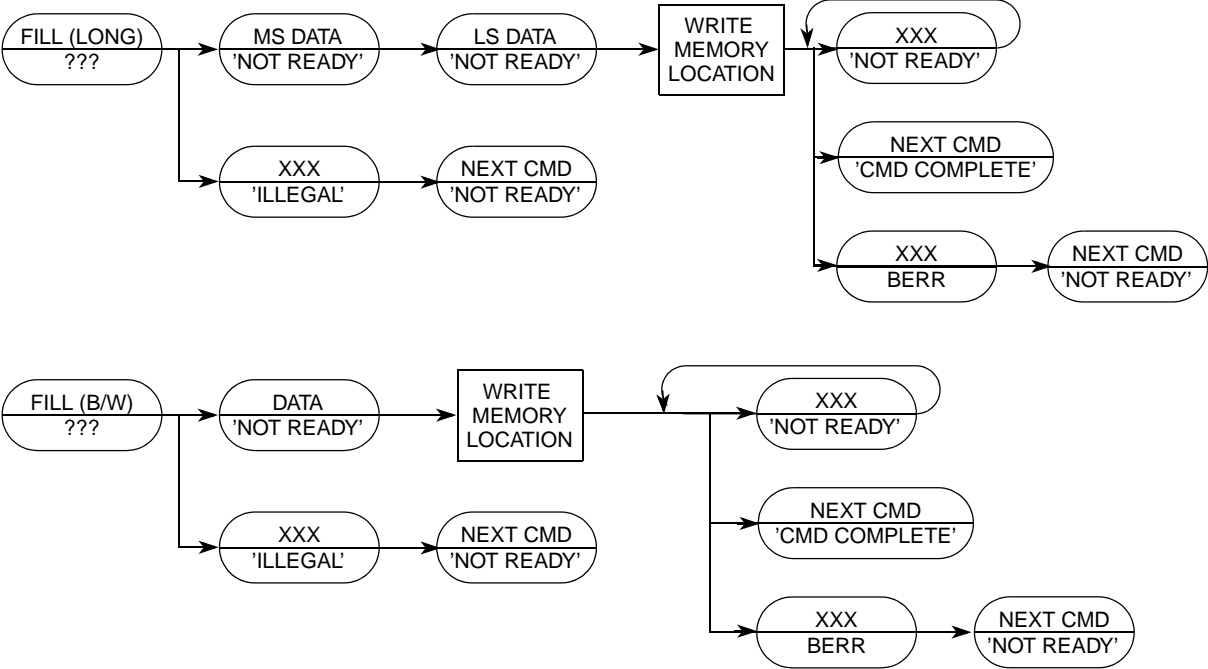 FILL (LONG)
???
MS DATA
'NOT READY'
LS DATA
'NOT READY'
WRITE
MEMORY
LOCATION
XXX
'NOT READY'
NEXT CMD
'CMD COMPLETE'
XXX
'ILLEGAL'
NEXT CMD
'NOT READY'
XXX
BERR
NEXT CMD
'NOT READY'
FILL (B/W)
???
DATA
'NOT READY'
WRITE
MEMORY
LOCATION
XXX
'NOT READY'
NEXT CMD
'CMD COMPLETE'
XXX
'ILLEGAL'
NEXT CMD
'NOT READY'
XXX
BERR
NEXT CMD
'NOT READY'